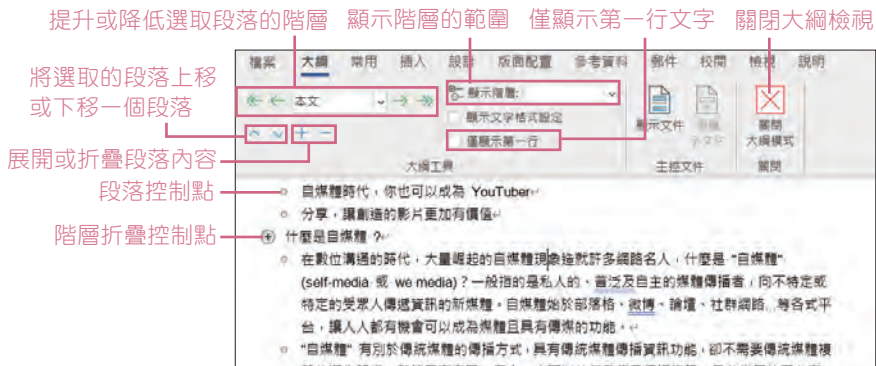 提升或降低選取段落的階層 顯示階層的範圍 僅顯示第一行文字 關閉大綱檢視
將選取的段落上移
或下移一個段落
展開或折疊段落內容
段落控制點
階層折疊控制點
檔案 大綱 常用 插入 設計 版面配置 參考資料 郵件 校閱 檢視 說明
本文
顯示階層:
顯示文字格式設定
僅顯示第一行
大綱工具
顯示文件
主控文件
關閉
大綱模式
關閉
自媒體時代，你也可以成為 YouTuber
分享，讓創造的影片更加有價值
什麼是自媒體 ?
在數位溝通的時代，大量崛起的自媒體現象造就許多網路名人，什麼是 "自媒體"
(self-media 或 we media)？一般指的是私人的、普泛及自主的媒體傳播者，向不特定或
特定的受眾人傳遞資訊的新媒體。自媒體始於部落格、微博、論壇、社群網路、等各式平
台，讓人人都有機會可以成為媒體且具有傳媒的功能。
"自媒體" 有別於傳統媒體的傳播方式，具有傳統媒體傳播資訊功能，卻不需要傳統媒體複